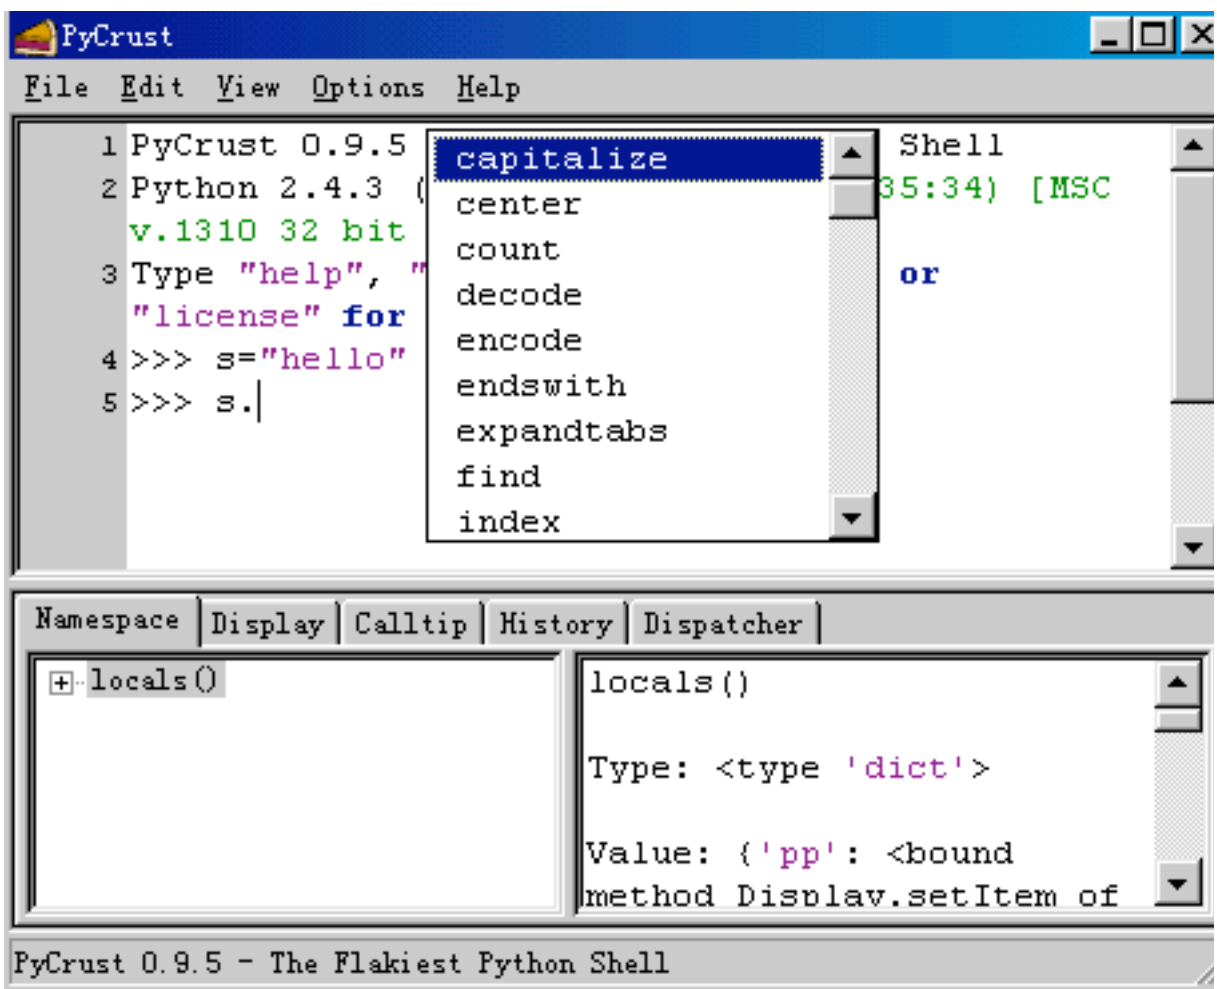 PyCrust
File Edit View Options Help
1 PyCrust 0.9.5 Shell
2 Python 2.4.3 ( 35:34) [MSC
v.1310 32 bit
3 Type "help", " or
"license" for
4 >>> s="hello"
5 >>> s.
capitalize
center
count
decode
encode
endswith
expandtabs
find
index
Namespace Display Calltip History Dispatcher
locals()
locals()
Type: <type 'dict'>
Value: {'pp': <bound
method Display.setItem of
PyCrust 0.9.5 - The Flakiest Python Shell